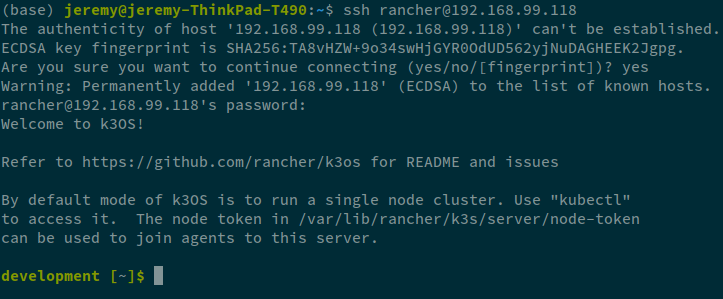 (base) jeremy@jeremy-ThinkPad-T490:~$ ssh rancher@192.168.99.118
The authenticity of host '192.168.99.118 (192.168.99.118)' can't be established.
ECDSA key fingerprint is SHA256:TA8vHZW+9o34swHjGYR0OdUD562yjNuDAGHEEK2Jgpg.
Are you sure you want to continue connecting (yes/no/[fingerprint])? yes
Warning: Permanently added '192.168.99.118' (ECDSA) to the list of known hosts.
rancher@192.168.99.118's password:
Welcome to k3OS!
Refer to https://github.com/rancher/k3os for README and issues
By default mode of k3OS is to run a single node cluster. Use "kubectl"
to access it.  The node token in /var/lib/rancher/k3s/server/node-token
can be used to join agents to this server.
development [~]$